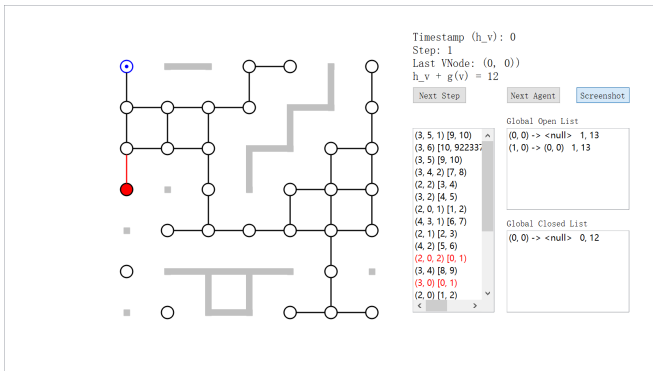 Timestamp (h_v): 0
Step: 1
Last VNode: (0, 0))
h_v + g(v) = 12
Next Step
Next Agent
Screenshot
Global Open List
(0, 0) -> <null> 1, 13
(1, 0) -> (0, 0) 1, 13
(3, 5, 1) [9, 10)
(3, 6) [10, 922337
(3, 5) [9, 10)
(3, 4, 2) [7, 8)
(2, 2) [3, 4)
(3, 2) [4, 5)
(2, 0, 1) [1, 2)
(4, 3, 1) [6, 7)
(2, 1) [2, 3)
(4, 2) [5, 6)
(2, 0, 2) [0, 1)
(3, 4) [8, 9)
(3, 0) [0, 1)
(2, 0) [1, 2)
Global Closed List
(0, 0) -> <null> 0, 12